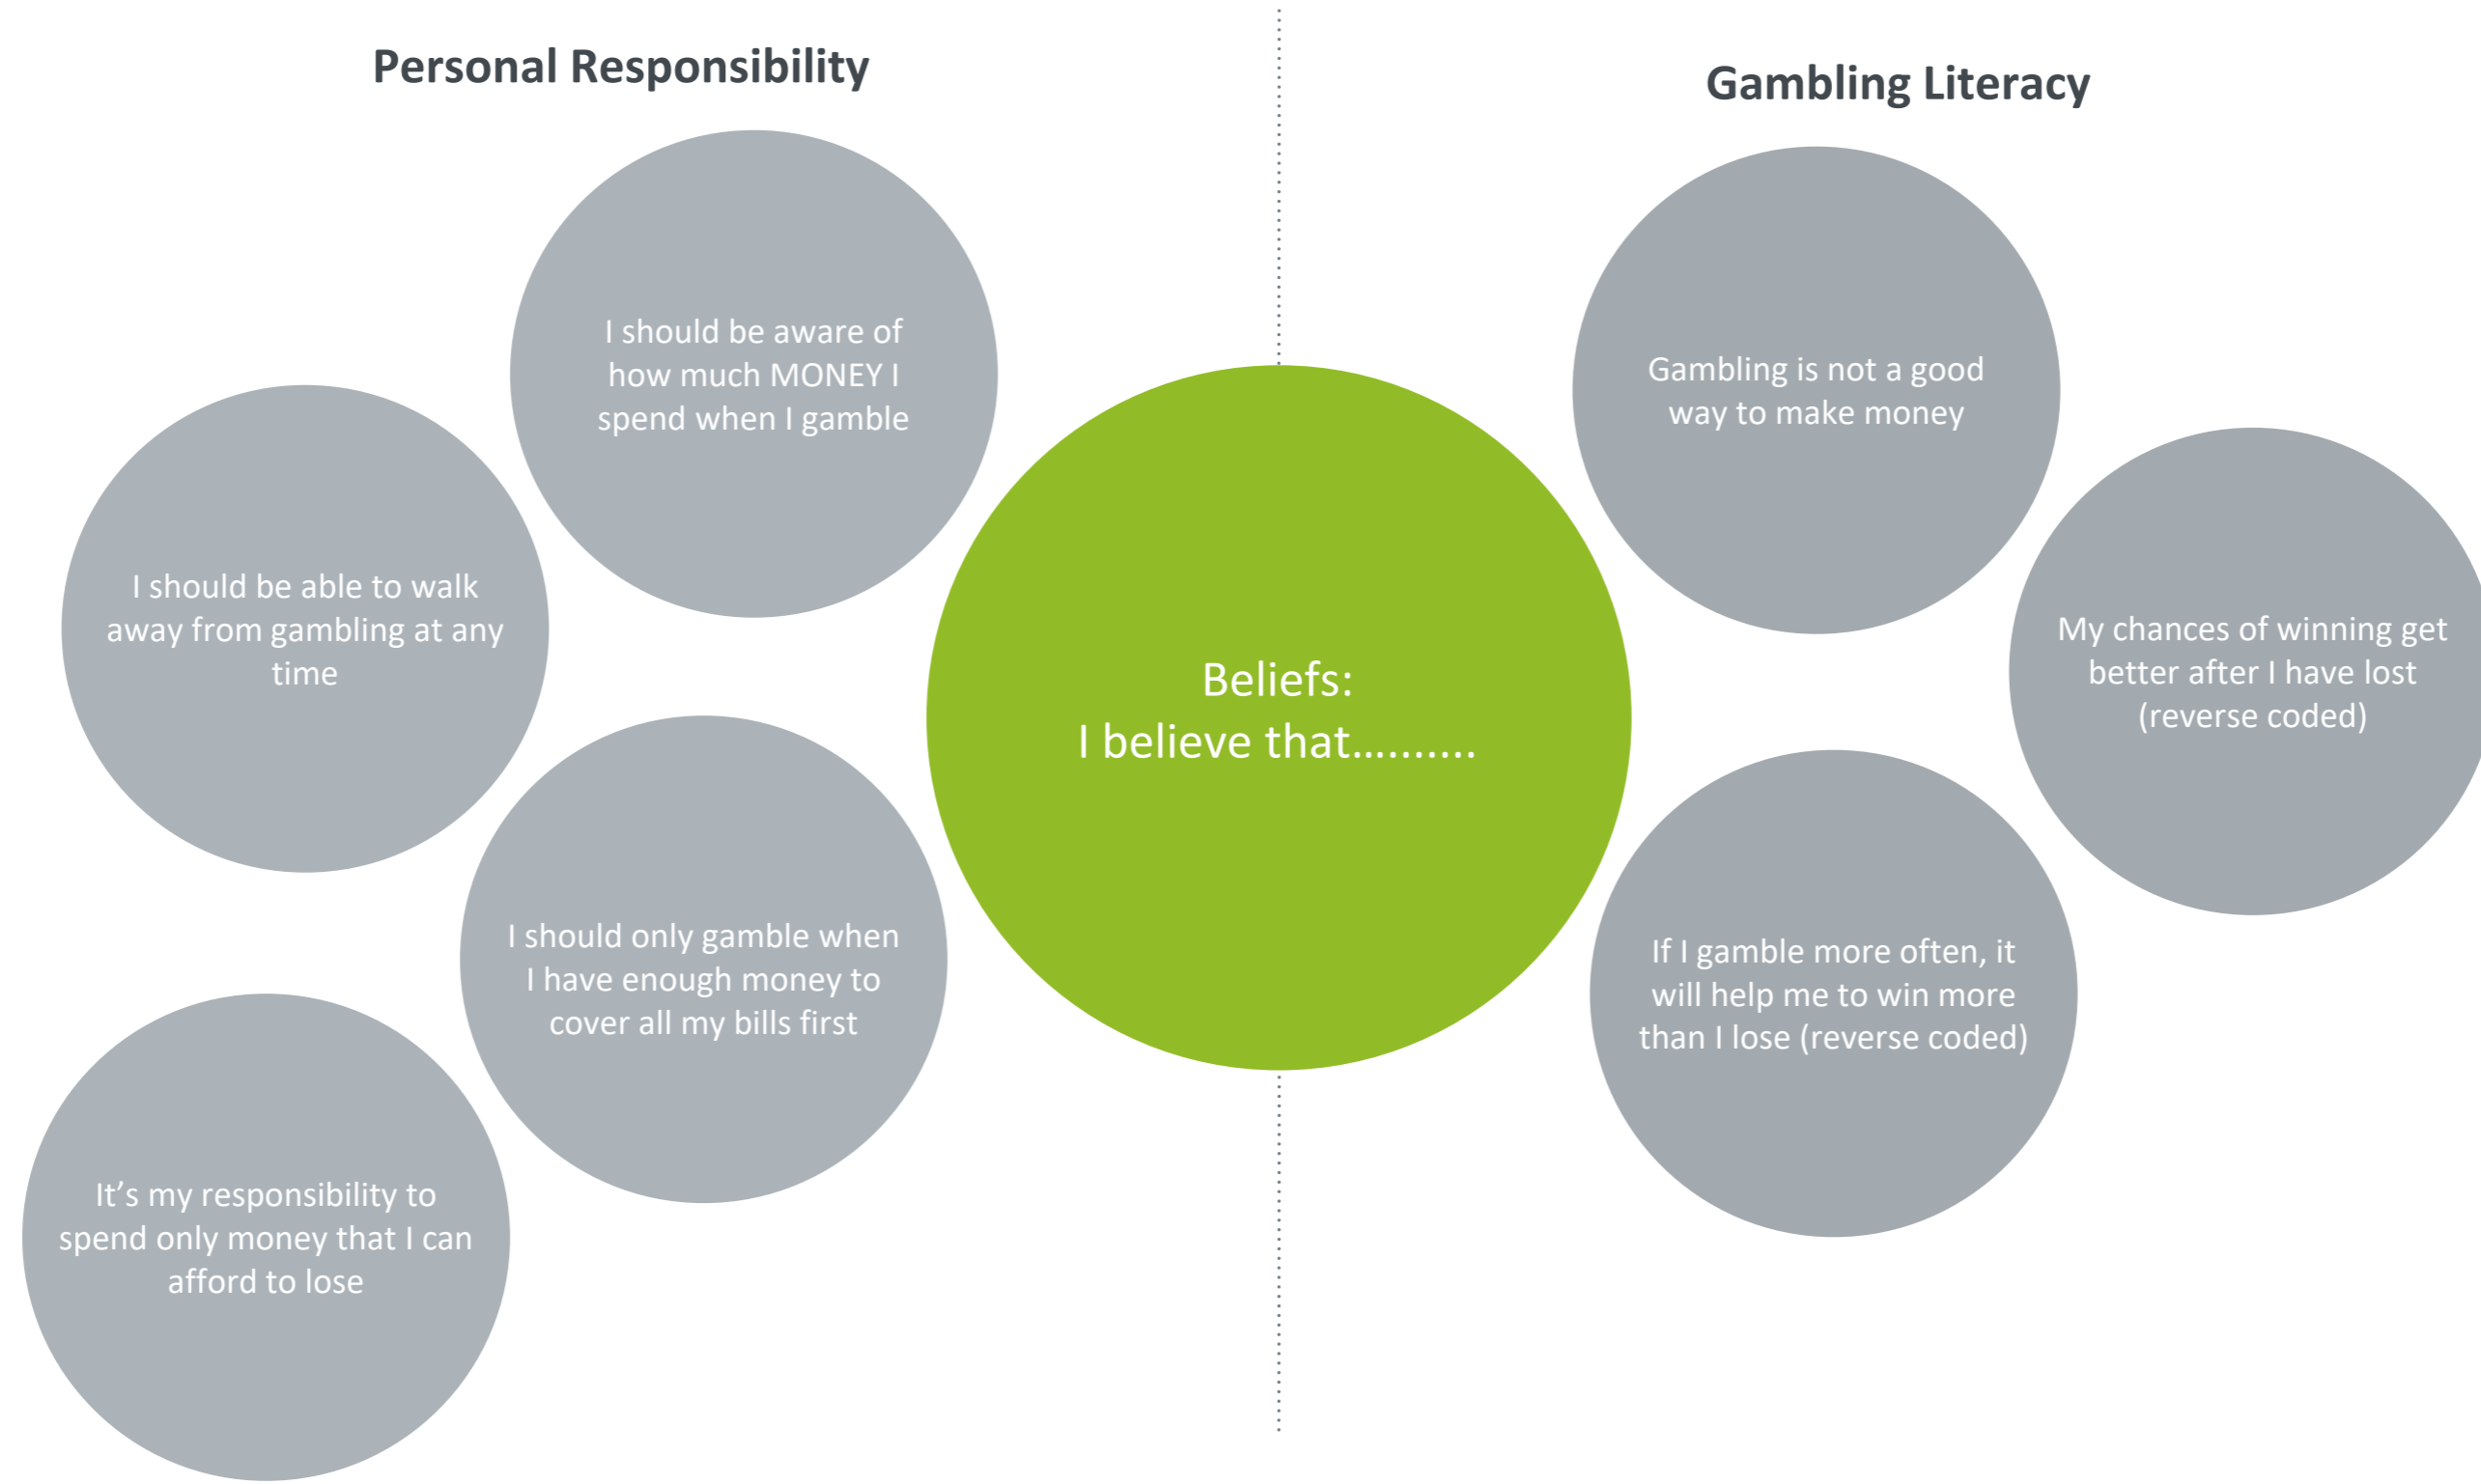 Personal Responsibility
I should be aware of
how much MONEY I
spend when I gamble
I should be able to walk
away from gambling at any
time
I should only gamble when
I have enough money to
cover all my bills first
It’s my responsibility to
spend only money that I can
afford to lose
Beliefs:
I believe that..........
Gambling Literacy
Gambling is not a good
way to make money
My chances of winning get
better after I have lost
(reverse coded)
If I gamble more often, it
will help me to win more
than I lose (reverse coded)